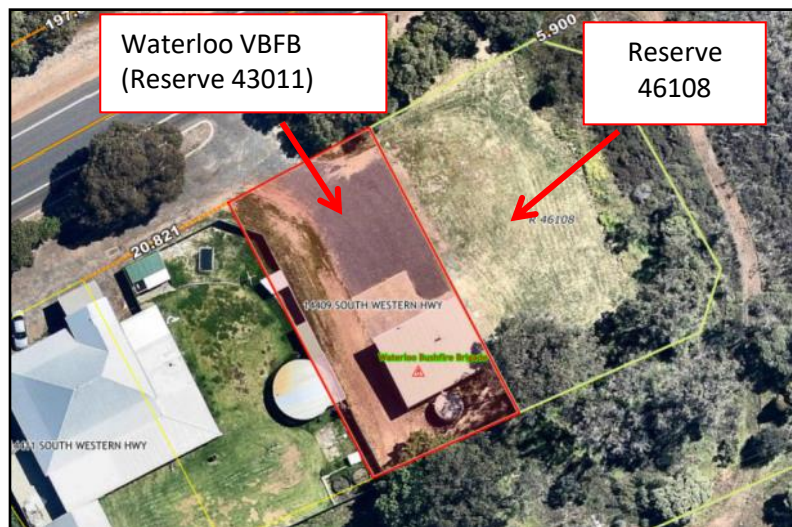 197.
Waterloo VBFB
(Reserve 43011)
5.900
Reserve
46108
R 46108
20.821
14409 SOUTH WESTERN HWY
Waterloo Bushfire Brigade
SOUTH WESTERN HWY